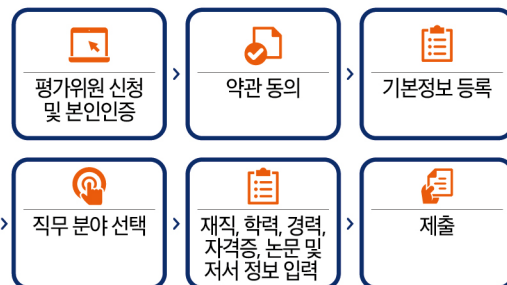 평가위원 신청
및 본인인증
약관 동의
기본정보 등록
직무 분야 선택
재직, 학력, 경력,
자격증, 논문 및
저서 정보 입력
제출